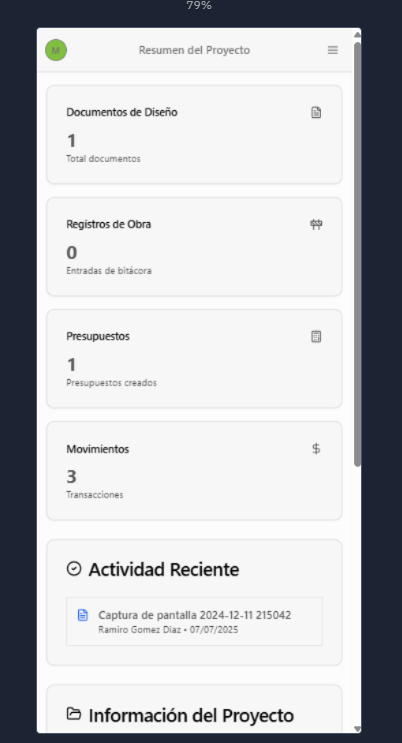 79%
M
Resumen del Proyecto
Documentos de Diseño
1
Total documentos
Registros de Obra
0
Entradas de bitácora
Presupuestos
1
Presupuestos creados
Movimientos
$
3
Transacciones
Actividad Reciente
Captura de pantalla 2024-12-11 215042
Ramiro Gomez Diaz • 07/07/2025
Información del Proyecto